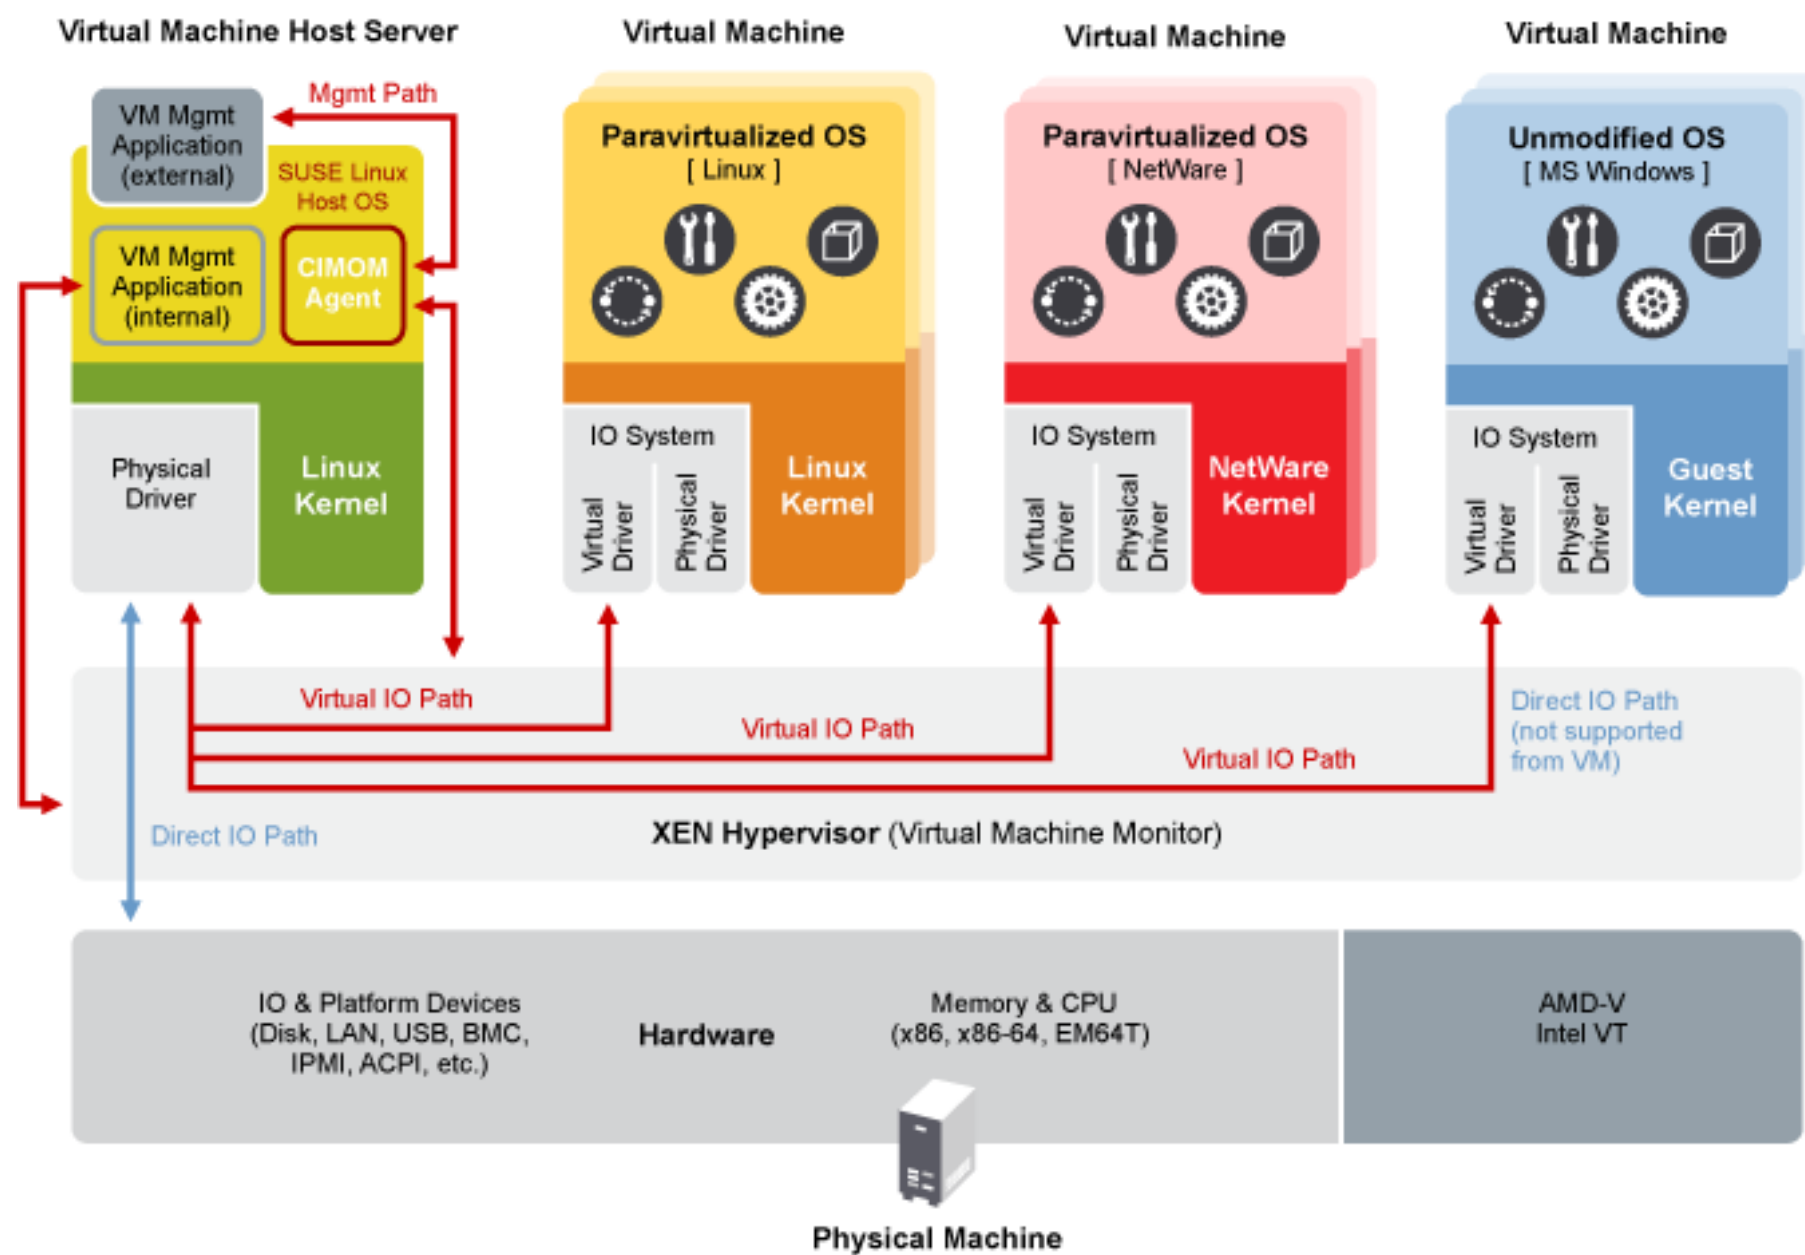 Virtual Machine Host Server
VM Mgmt
Application
(external)
Mgmt Path
SUSE Linux
Host OS
VM Mgmt
Application
(internal)
CIMOM
Agent
Physical
Driver
Linux
Kernel
Virtual Machine
Paravirtualized OS
[ Linux ]
IO System
Virtual
Driver
Physical
Driver
Linux
Kernel
Virtual Machine
Paravirtualized OS
[ NetWare ]
IO System
Virtual
Driver
Physical
Driver
NetWare
Kernel
Virtual Machine
Unmodified OS
[ MS Windows ]
IO System
Virtual
Driver
Physical
Driver
Guest
Kernel
Virtual IO Path
Virtual IO Path
Virtual IO Path
Direct IO Path
(not supported
from VM)
Direct IO Path
XEN Hypervisor (Virtual Machine Monitor)
IO & Platform Devices
(Disk, LAN, USB, BMC,
IPMI, ACPI, etc.)
Hardware
Memory & CPU
(x86, x86-64, EM64T)
AMD-V
Intel VT
Physical Machine